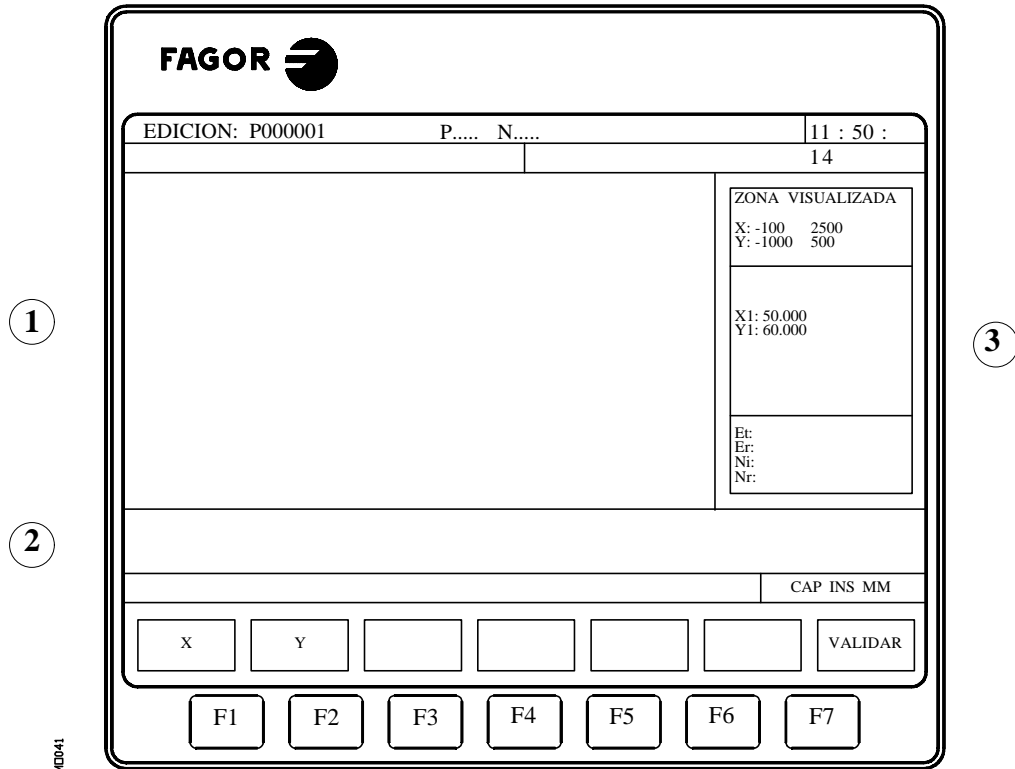 FAGOR
EDICION: P000001 P..... N..... 11 : 50 :
14
ZONA VISUALIZADA
X: -100 2500
Y: -1000 500
1
X1: 50.000
Y1: 60.000
3
Et:
Er:
Ni:
Nr:
2
CAP INS MM
X Y VALIDAR
F1 F2 F3 F4 F5 F6 F7